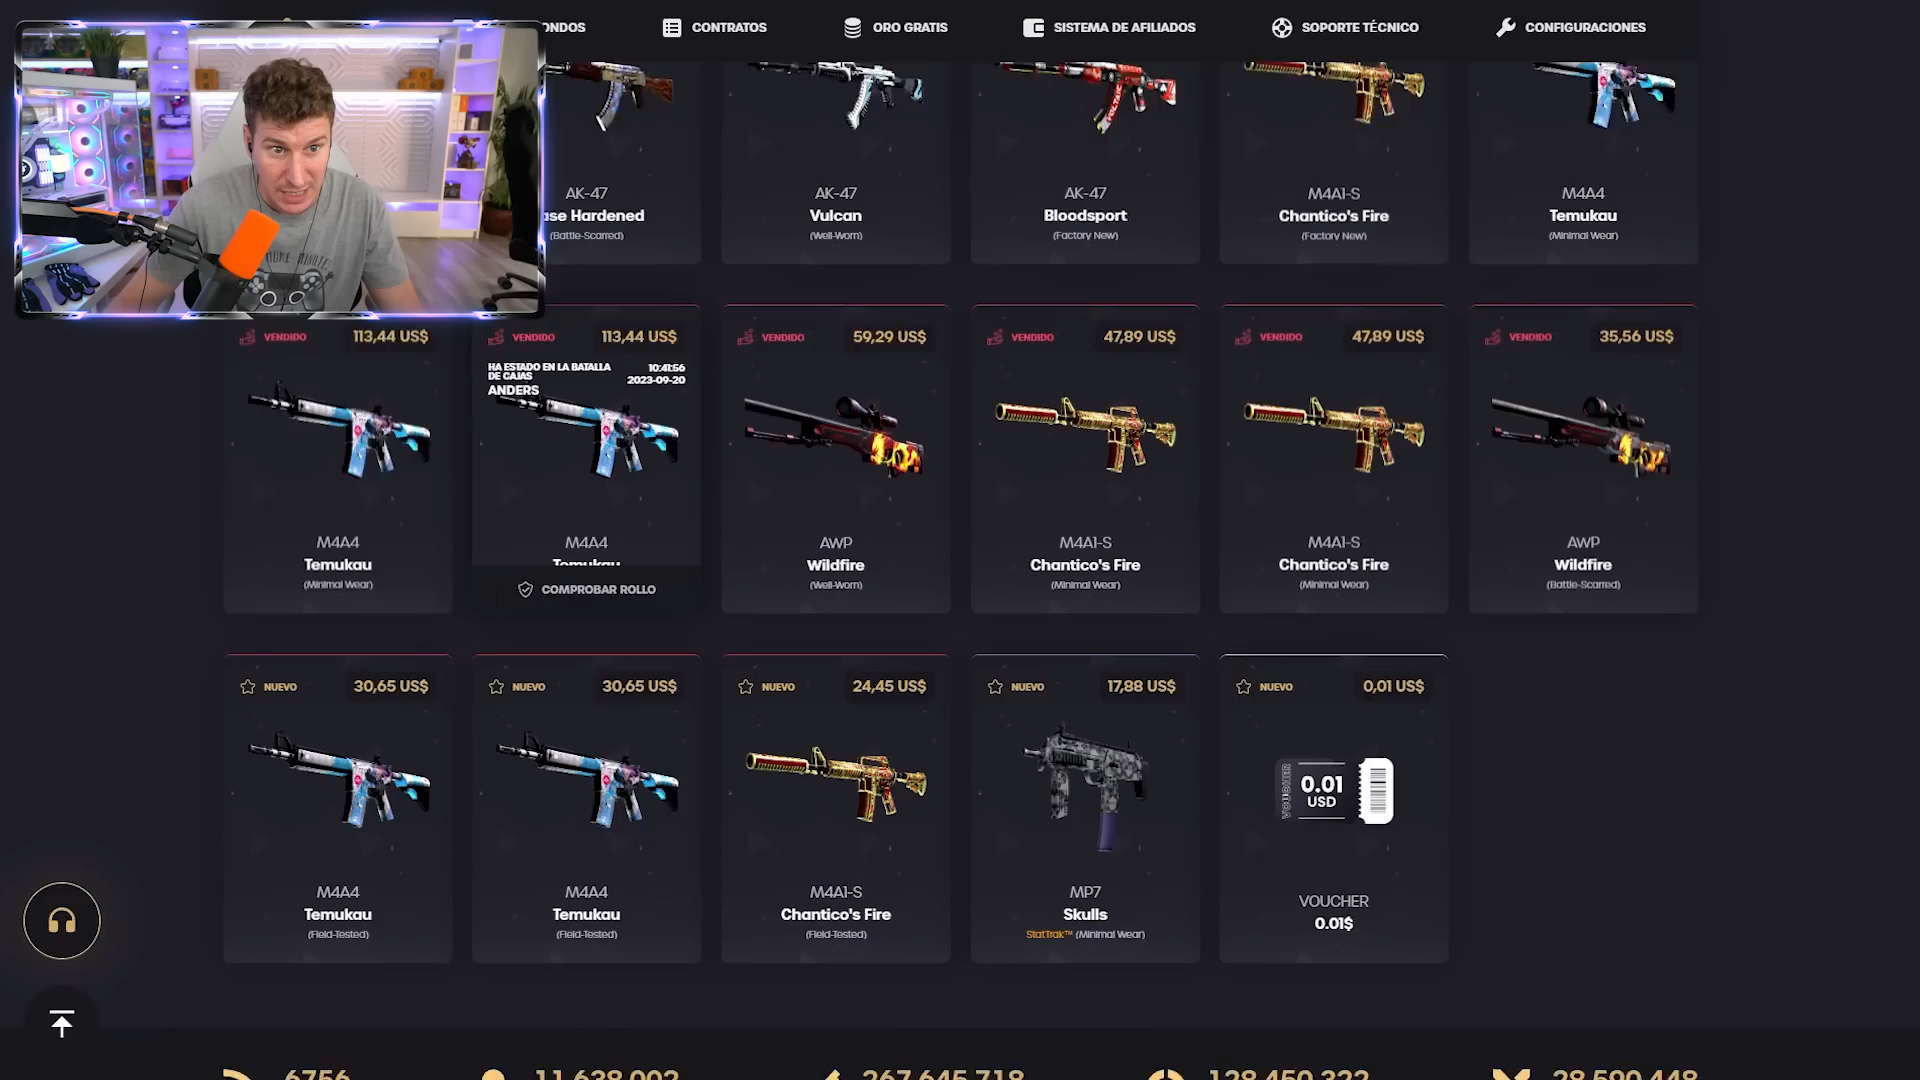 ONDOS
CONTRATOS
ORO GRATIS
SISTEMA DE AFILIADOS
SOPORTE TÉCNICO
CONFIGURACIONES
AK-47
ase Hardened
(Battle-Scarred)
AK-47
Vulcan
(Well-Worn)
AK-47
Bloodsport
(Factory New)
M4A1-S
Chantico's Fire
(Factory New)
M4A4
Temukau
(Minimal Wear)
VENDIDO
113,44 US$
M4A4
Temukau
(Minimal Wear)
VENDIDO
113,44 US$
HA ESTADO EN LA BATALLA
DE CAJAS
ANDERS
10:41:56
2023-09-20
M4A4
Temukau
COMPROBAR ROLLO
VENDIDO
59,29 US$
AWP
Wildfire
(Well-Worn)
VENDIDO
47,89 US$
M4A1-S
Chantico's Fire
(Minimal Wear)
VENDIDO
47,89 US$
M4A1-S
Chantico's Fire
(Minimal Wear)
VENDIDO
35,56 US$
AWP
Wildfire
(Battle-Scarred)
NUEVO
30,65 US$
M4A4
Temukau
(Field-Tested)
NUEVO
30,65 US$
M4A4
Temukau
(Field-Tested)
NUEVO
24,45 US$
M4A1-S
Chantico's Fire
(Field-Tested)
NUEVO
17,88 US$
MP7
Skulls
StatTrak™ (Minimal Wear)
NUEVO
0,01 US$
VOUCHER
0.01
USD
VOUCHER
0.01$
6756
11 638 002
267 645 718
128 450 322
28 590 448